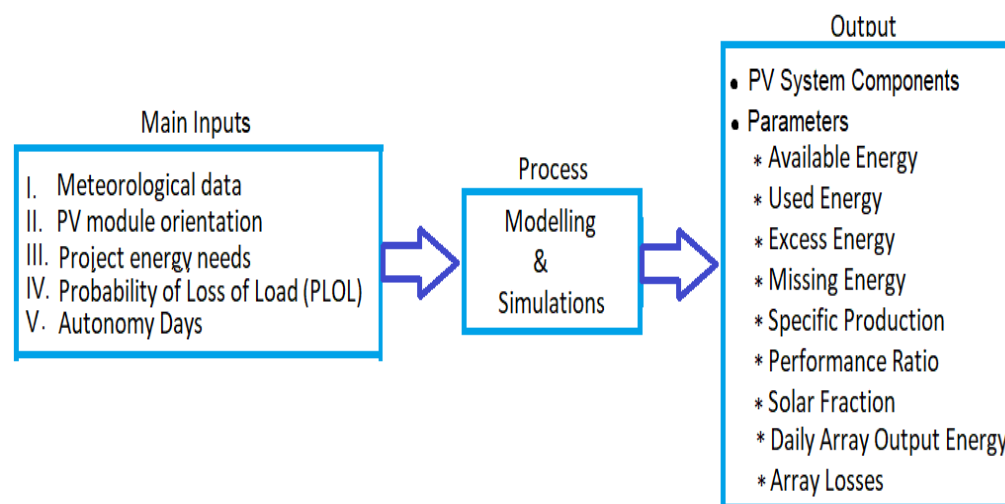 Main Inputs
I. Meteorological data
II. PV module orientation
III. Project energy needs
IV. Probability of Loss of Load (PLOL)
V. Autonomy Days
Process
Modelling
&
Simulations
Output
• PV System Components
• Parameters
* Available Energy
* Used Energy
* Excess Energy
* Missing Energy
* Specific Production
* Performance Ratio
* Solar Fraction
* Daily Array Output Energy
* Array Losses